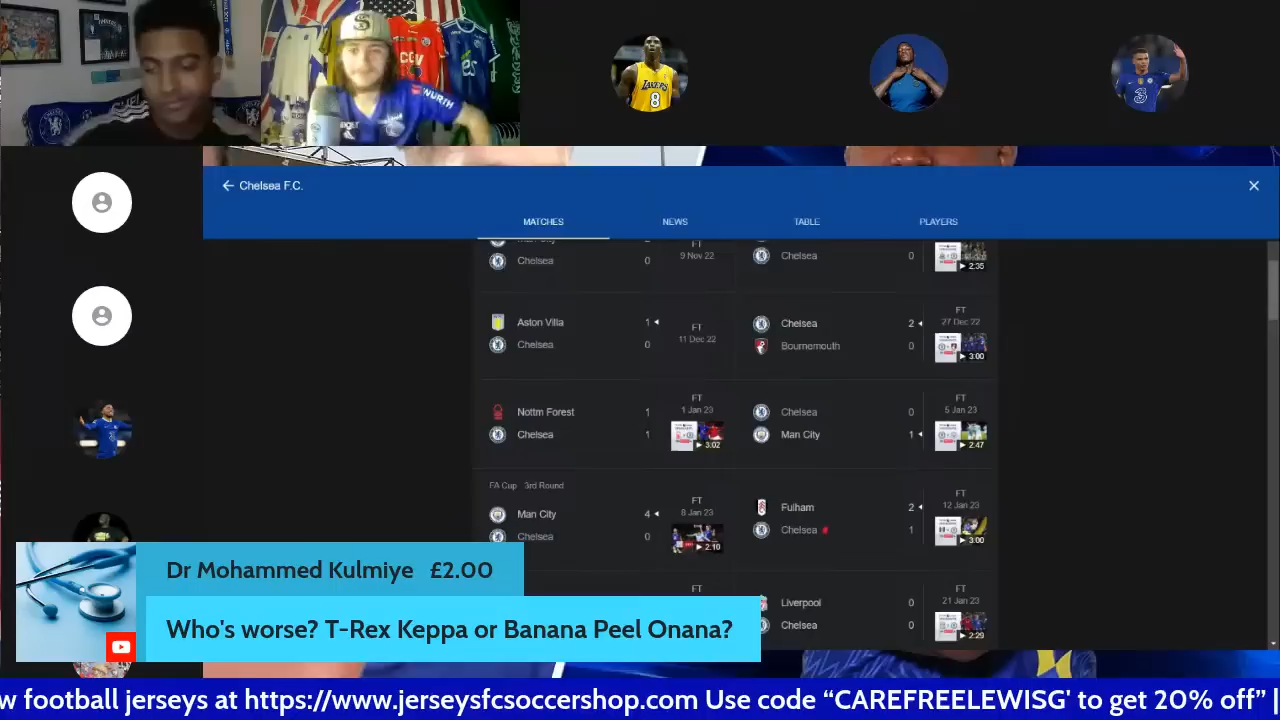 LAKERS
8
3
WURTH
← Chelsea F.C.
MATCHES
NEWS
TABLE
PLAYERS
Chelsea 0
FT
9 Nov 22
Chelsea 0
2:35
Aston Villa 1
Chelsea 0
FT
11 Dec 22
Chelsea 2
Bournemouth 0
FT
27 Dec 22
3:00
Nottm Forest 1
Chelsea 1
FT
1 Jan 23
3:02
Chelsea 0
Man City 1
FT
5 Jan 23
2:47
FA Cup 3rd Round
Man City 4
Chelsea 0
FT
8 Jan 23
2:10
Fulham 2
Chelsea 1
FT
12 Jan 23
3:00
FT
Liverpool 0
Chelsea 0
FT
21 Jan 23
2:29
Dr Mohammed Kulmiye £2.00
Who's worse? T-Rex Keppa or Banana Peel Onana?
w football jerseys at https://www.jerseysfcsoccershop.com Use code “CAREFREELEWISG' to get 20% off” |